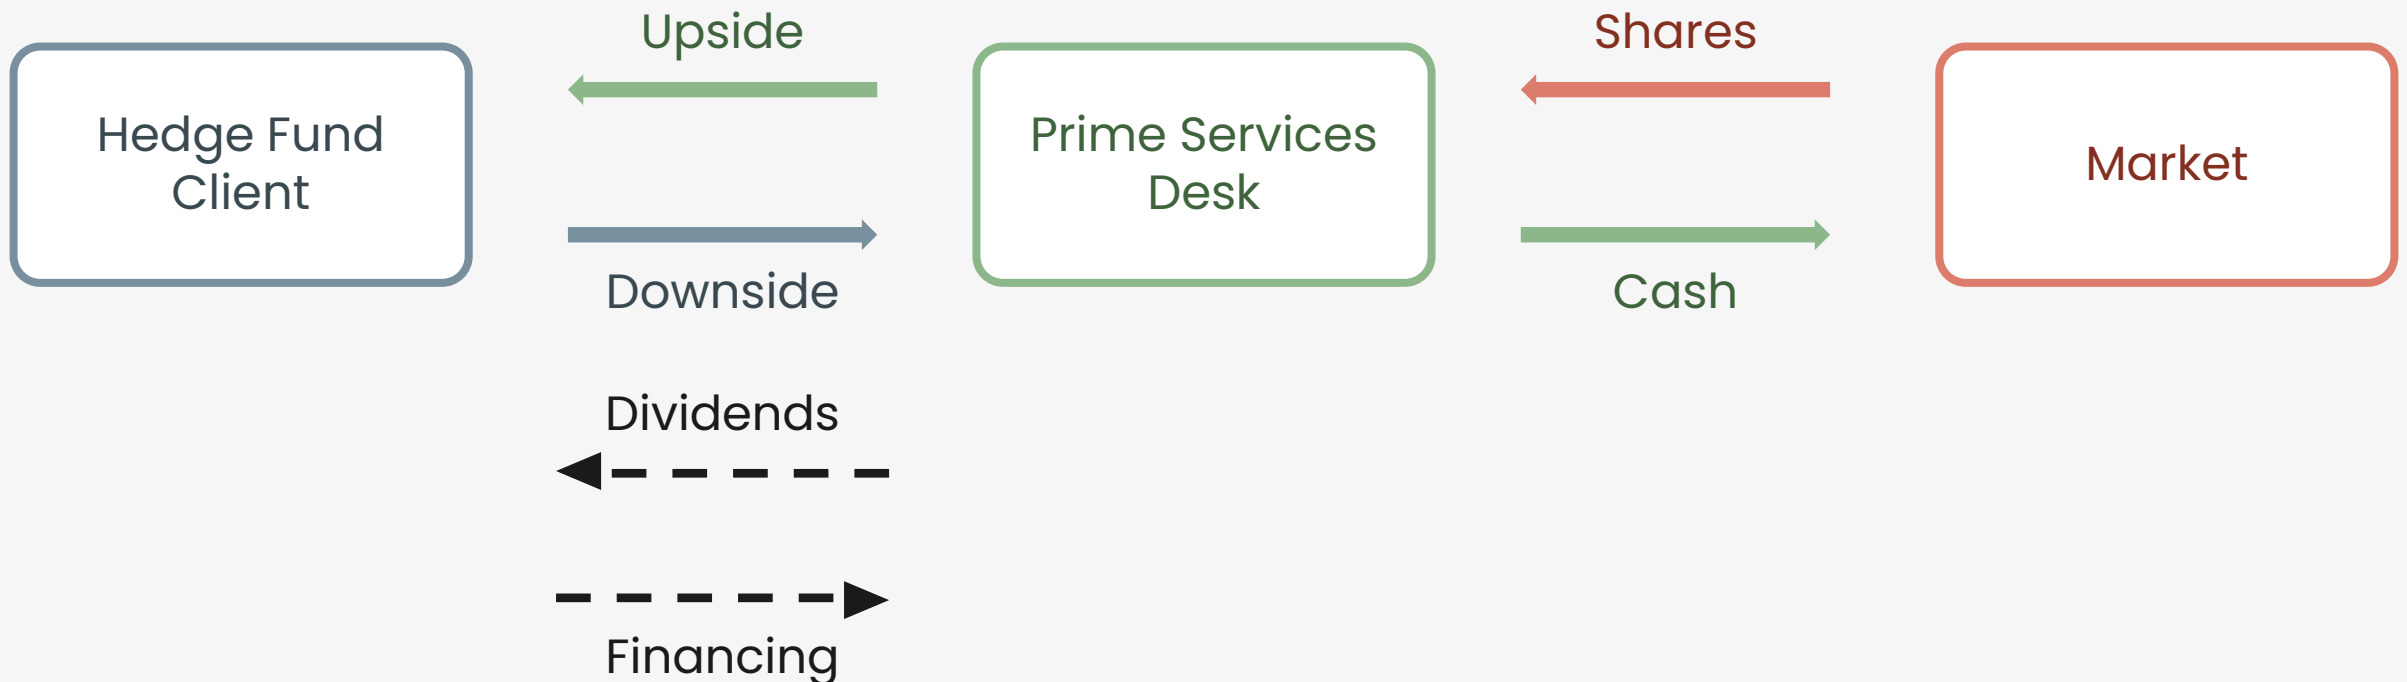 Upside
Shares
Hedge Fund
Client
Prime Services
Desk
Market
Downside
Cash
Dividends
Financing